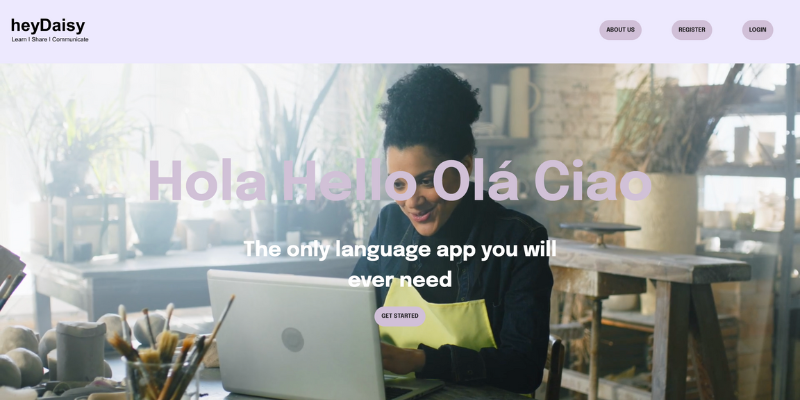 heyDaisy
Learn | Share | Communicate
ABOUT US
REGISTER
LOGIN
Hola Hello Olá Ciao
The only language app you will
ever need
GET STARTED